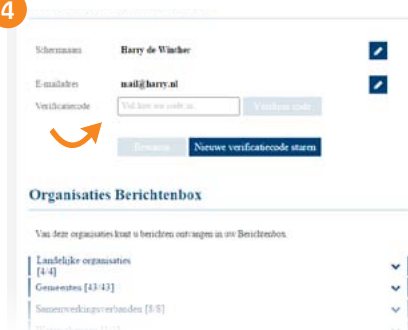 4
Schermnaam Harry de Winther
E-mailadres mail@harry.nl
Verificatiecode Vul hier uw code in. Verifieer code
Bewaren Nieuwe verificatiecode sturen
Organisaties Berichtenbox
Van deze organisaties kunt u berichten ontvangen in uw Berichtenbox.
Landelijke organisaties
[4/4]
Gemeenten [43/43]
Samenwerkingsverbanden [8/8]